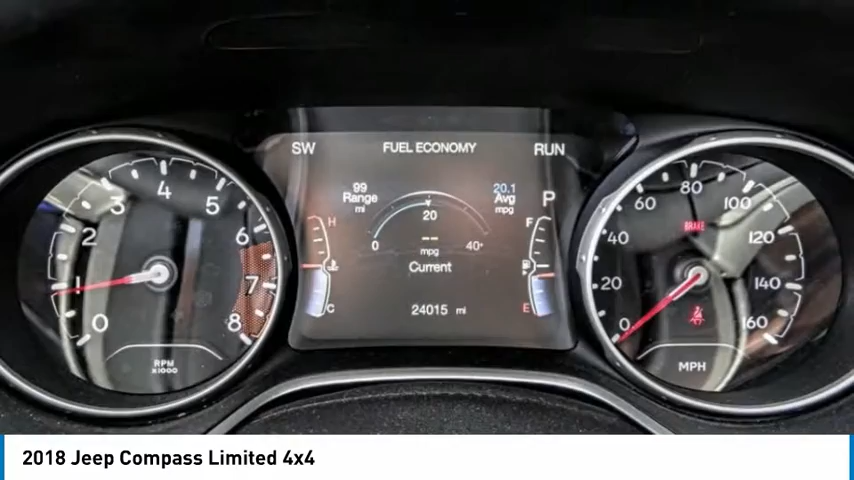 SW FUEL ECONOMY RUN
99 Range mi
20.1 Avg mpg
P
H
C
F
E
0 20 40+
-- mpg
Current
24015 mi
0 1 2 3 4 5 6 7 8
RPM
x1000
0 20 40 60 80 100 120 140 160
BRAKE
MPH
2018 Jeep Compass Limited 4x4